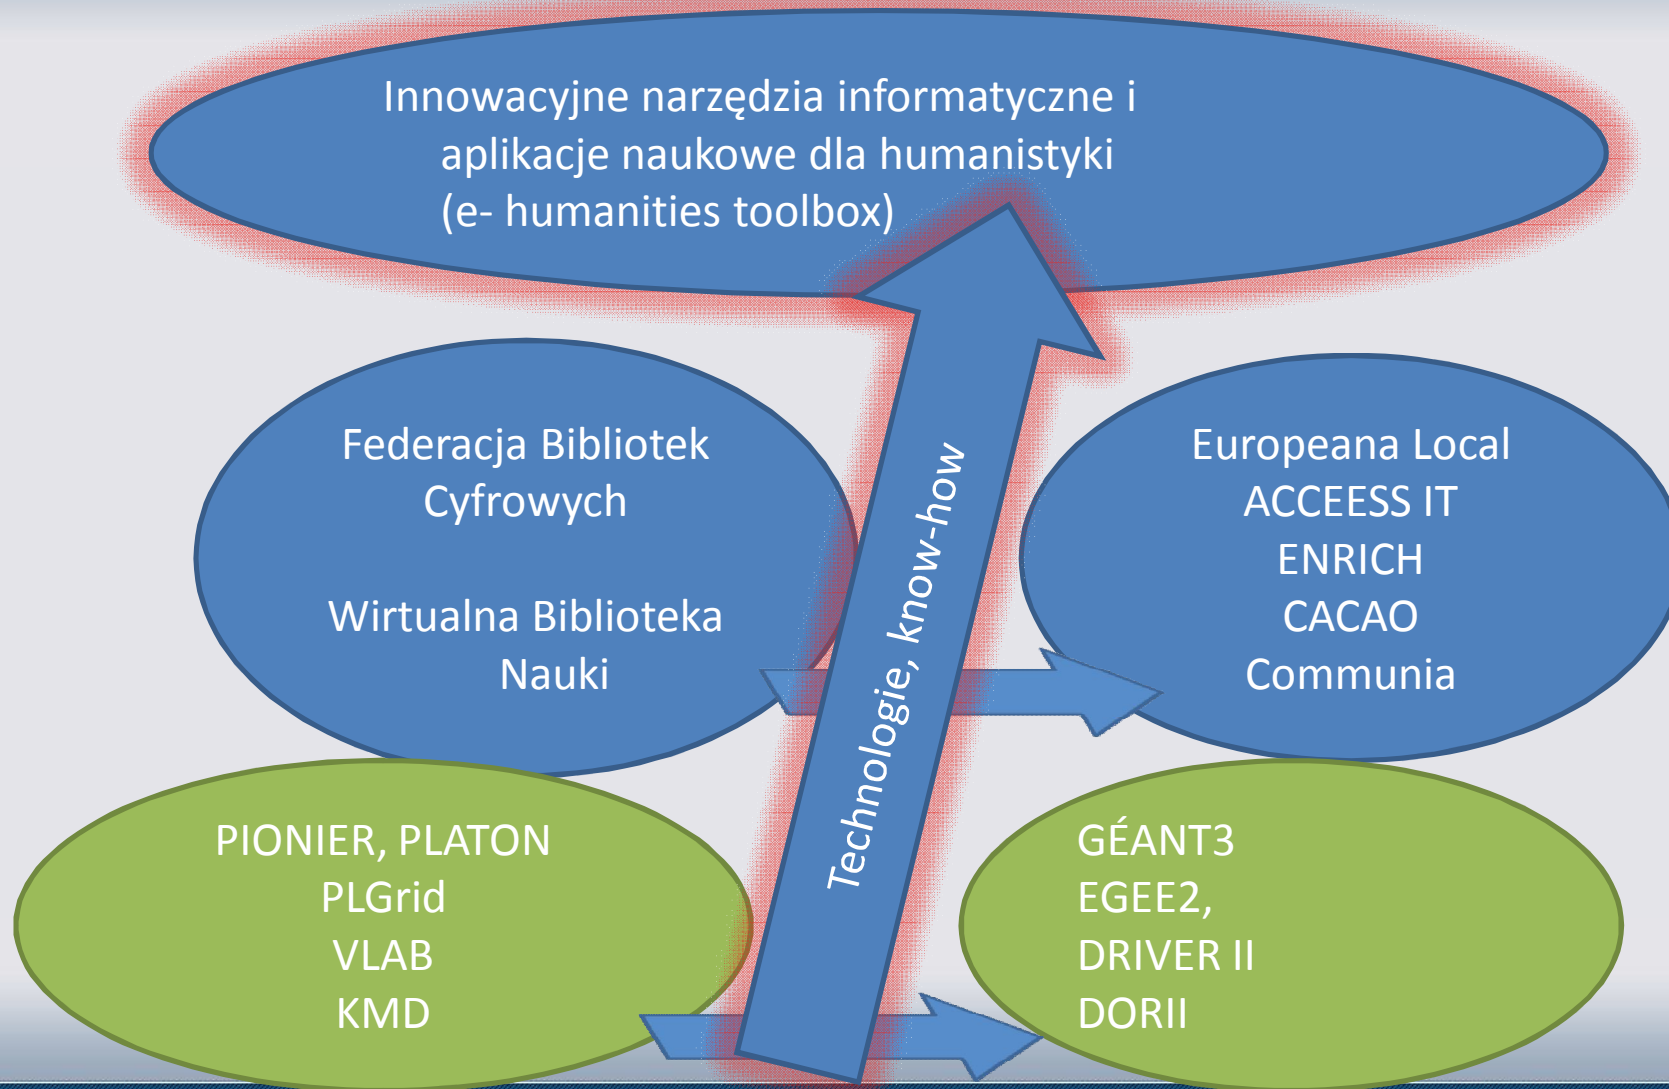 Innowacyjne narzędzia informatyczne i
aplikacje naukowe dla humanistyki
(e- humanities toolbox)
Federacja Bibliotek
Cyfrowych
Wirtualna Biblioteka
Nauki
Technologie, know-how
Europeana Local
ACCEESS IT
ENRICH
CACAO
Communia
PIONIER, PLATON
PLGrid
VLAB
KMD
GÉANT3
EGEE2,
DRIVER II
DORII